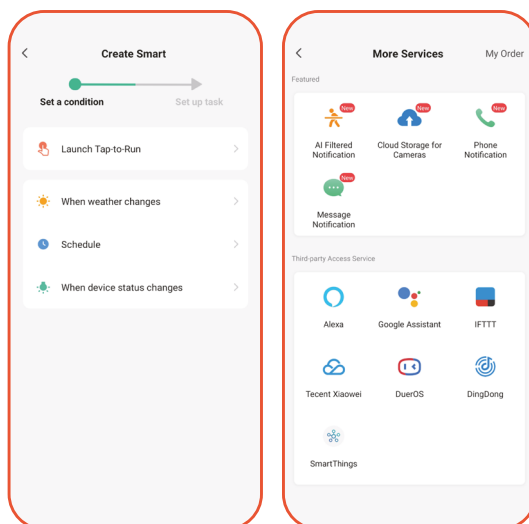 Create Smart
Set a condition
Set up task
Launch Tap-to-Run
When weather changes
Schedule
When device status changes
More Services
My Order
Featured
New
New
New
AI Filtered
Notification
Cloud Storage for
Cameras
Phone
Notification
New
Message
Notification
Third-party Access Service
Alexa
Google Assistant
IFTTT
Tecent Xiaowei
DuerOS
DingDong
SmartThings